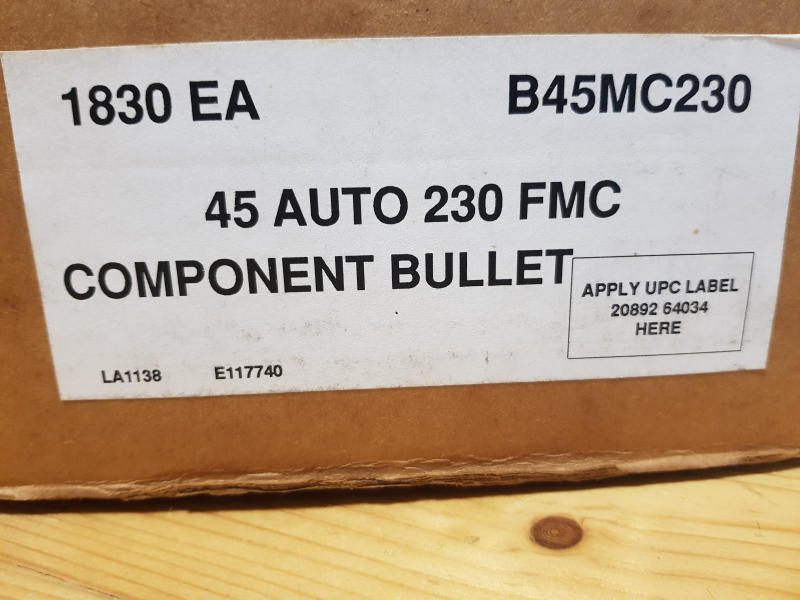 1830 EA B45MC230
45 AUTO 230 FMC
COMPONENT BULLET
APPLY UPC LABEL
20892 64034
HERE
LA1138 E117740